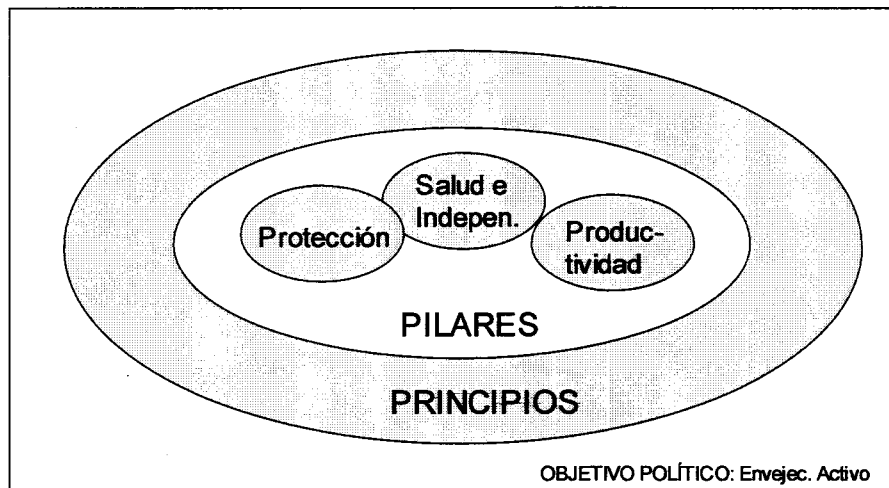 Salud e
Indepen.
Protección
Produc-
tividad
PILARES
PRINCIPIOS
OBJETIVO POLÍTICO: Envejec. Activo